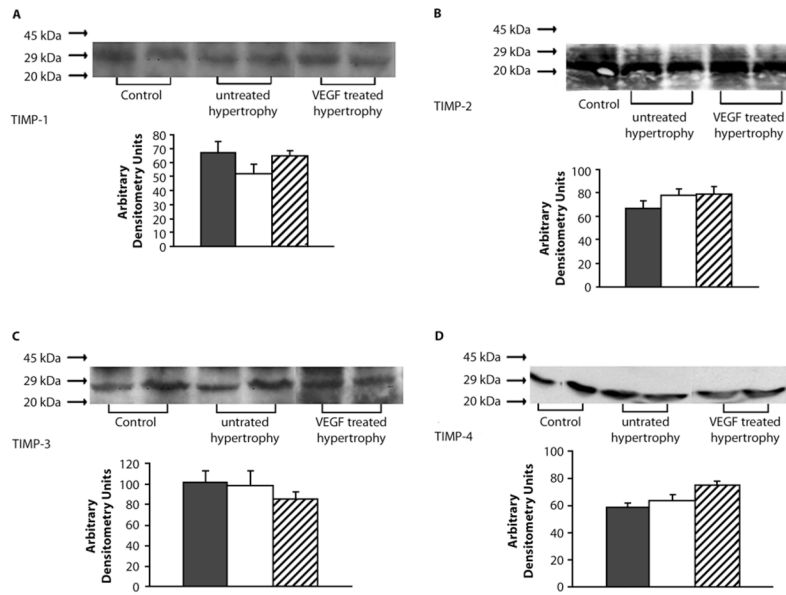 A
45 kDa
29 kDa
20 kDa
Control
untreated
hypertrophy
VEGF treated
hypertrophy
TIMP-1
Arbitrary
Densitometry Units
80
70
60
50
40
30
20
10
0
B
45 kDa
29 kDa
20 kDa
TIMP-2
Control
untreated
hypertrophy
VEGF treated
hypertrophy
Arbitrary
Densitometry Units
100
80
60
40
20
0
C
45 kDa
29 kDa
20 kDa
Control
untrated
hypertrophy
VEGF treated
hypertrophy
TIMP-3
Arbitrary
Densitometry Units
120
100
80
60
40
20
0
D
45 kDa
29 kDa
20 kDa
TIMP-4
Control
untreated
hypertrophy
VEGF treated
hypertrophy
Arbitrary
Densitometry Units
100
80
60
40
20
0